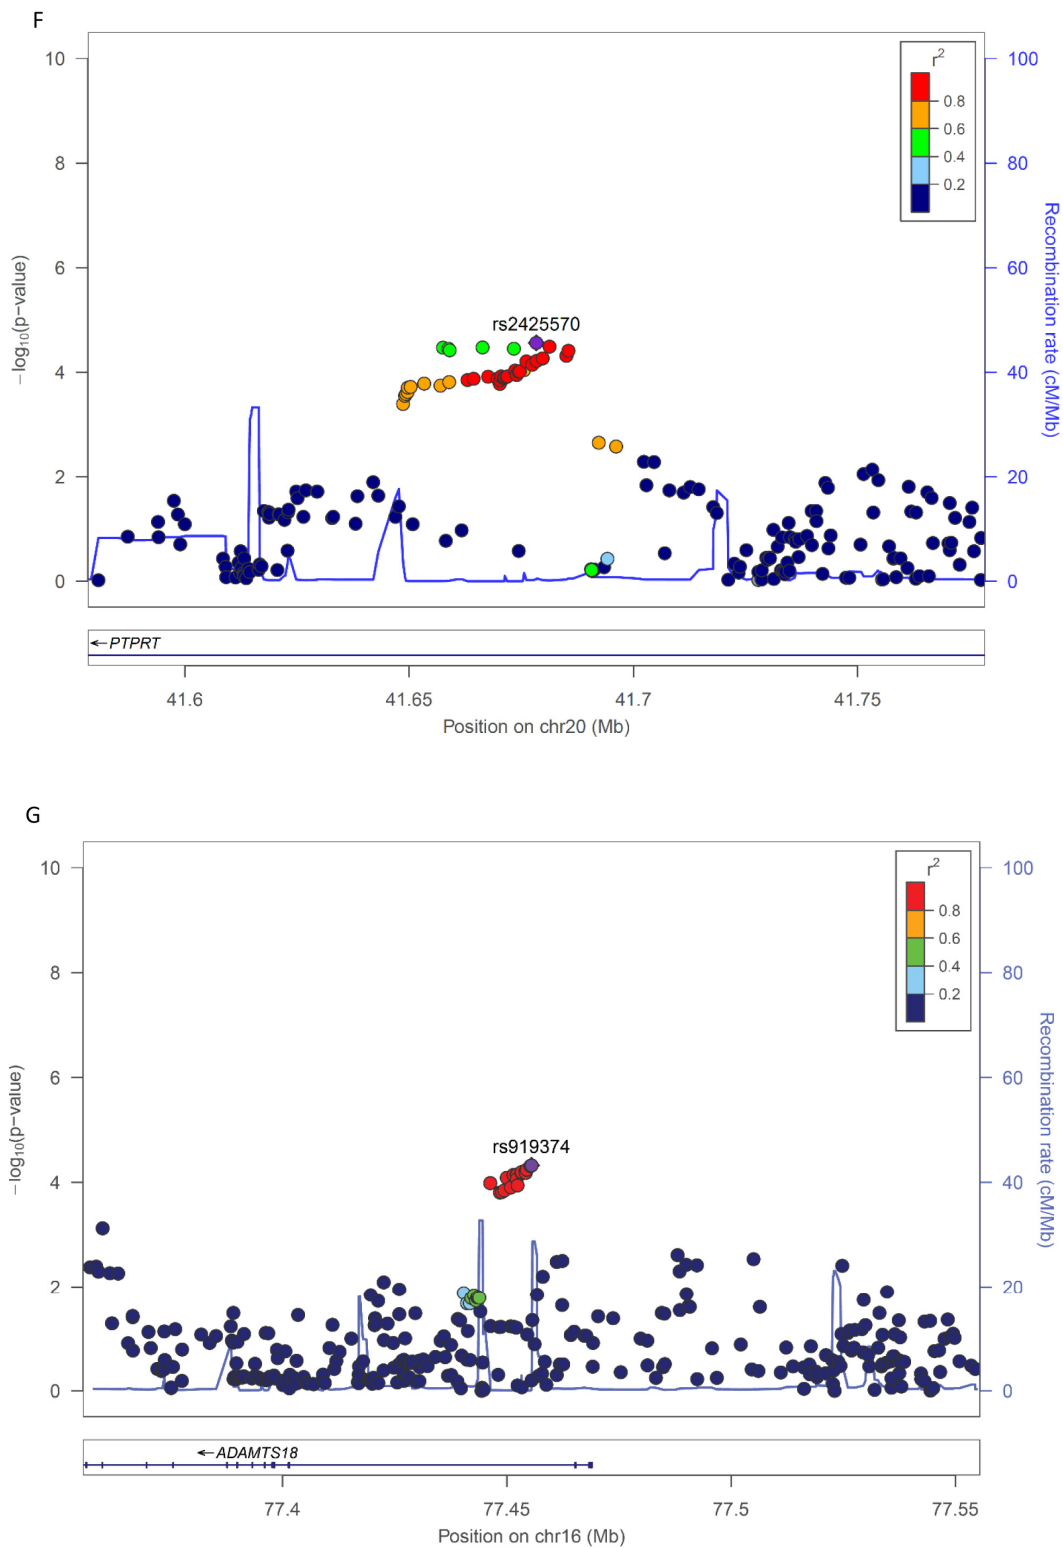 F
10
8
6
4
2
0
−log10(p−value)
100
80
60
40
20
0
Recombination rate (cM/Mb)
r2
0.8
0.6
0.4
0.2
rs2425570
←PTPRT
41.6 41.65 41.7 41.75
Position on chr20 (Mb)
G
10
8
6
4
2
0
−log10(p−value)
100
80
60
40
20
0
Recombination rate (cM/Mb)
r2
0.8
0.6
0.4
0.2
rs919374
←ADAMTS18
77.4 77.45 77.5 77.55
Position on chr16 (Mb)